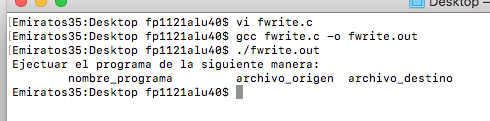 Desktop —
[Emiratos35:Desktop fp1121alu40$ vi fwrite.c
[Emiratos35:Desktop fp1121alu40$ gcc fwrite.c -o fwrite.out
[Emiratos35:Desktop fp1121alu40$ ./fwrite.out
Ejectuar el programa de la siguiente manera:
nombre_programa archivo_origen archivo_destino
Emiratos35:Desktop fp1121alu40$